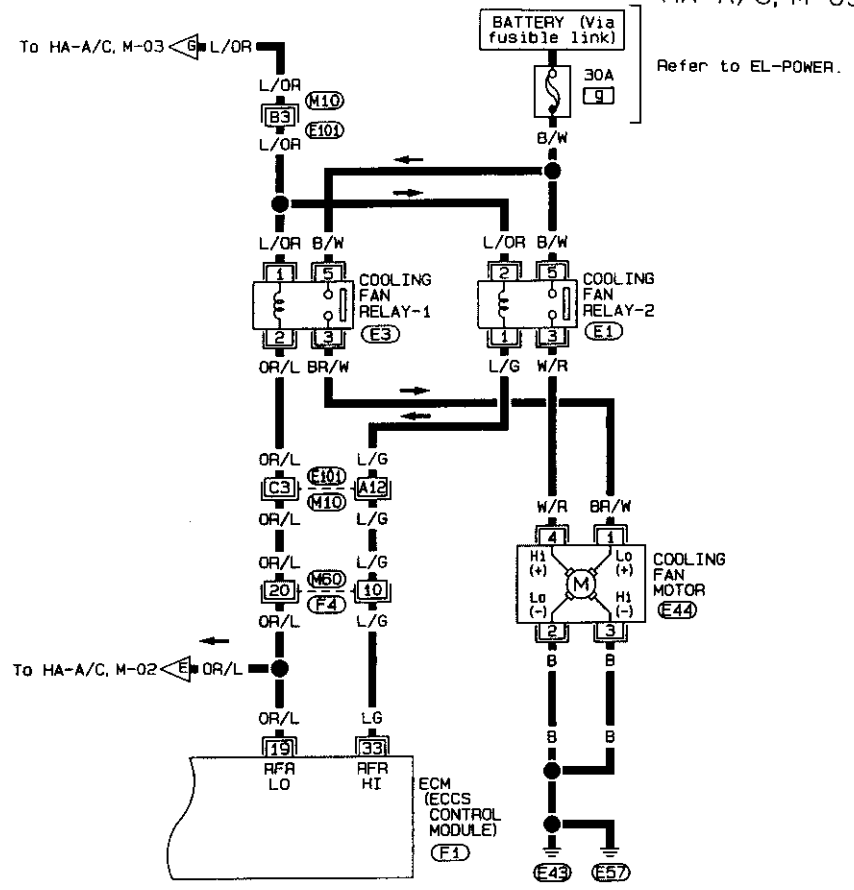 HA-A/C, M-03
BATTERY (Via
fusible link)
To HA-A/C, M-03 G L/OR
30A
9
Refer to EL-POWER.
L/OR
B3 M10
E101
L/OR
B/W
L/OR B/W L/OR B/W
1 5 2 5
COOLING
FAN
RELAY-1
E3
COOLING
FAN
RELAY-2
E1
2 3 1 3
OR/L BR/W L/G W/R
OR/L L/G
C3 E101 A12
M10
OR/L L/G
OR/L L/G
20 M60 10
F4
OR/L L/G
W/R BR/W
4 1
Hi
(+)
Lo
(+)
M
Lo
(-)
Hi
(-)
COOLING
FAN
MOTOR
E44
2 3
B B
To HA-A/C, M-02 E OR/L
OR/L LG
19 33
RFR
LO
RFR
HI
ECM
(ECCS
CONTROL
MODULE)
F1
B B
E43 E57